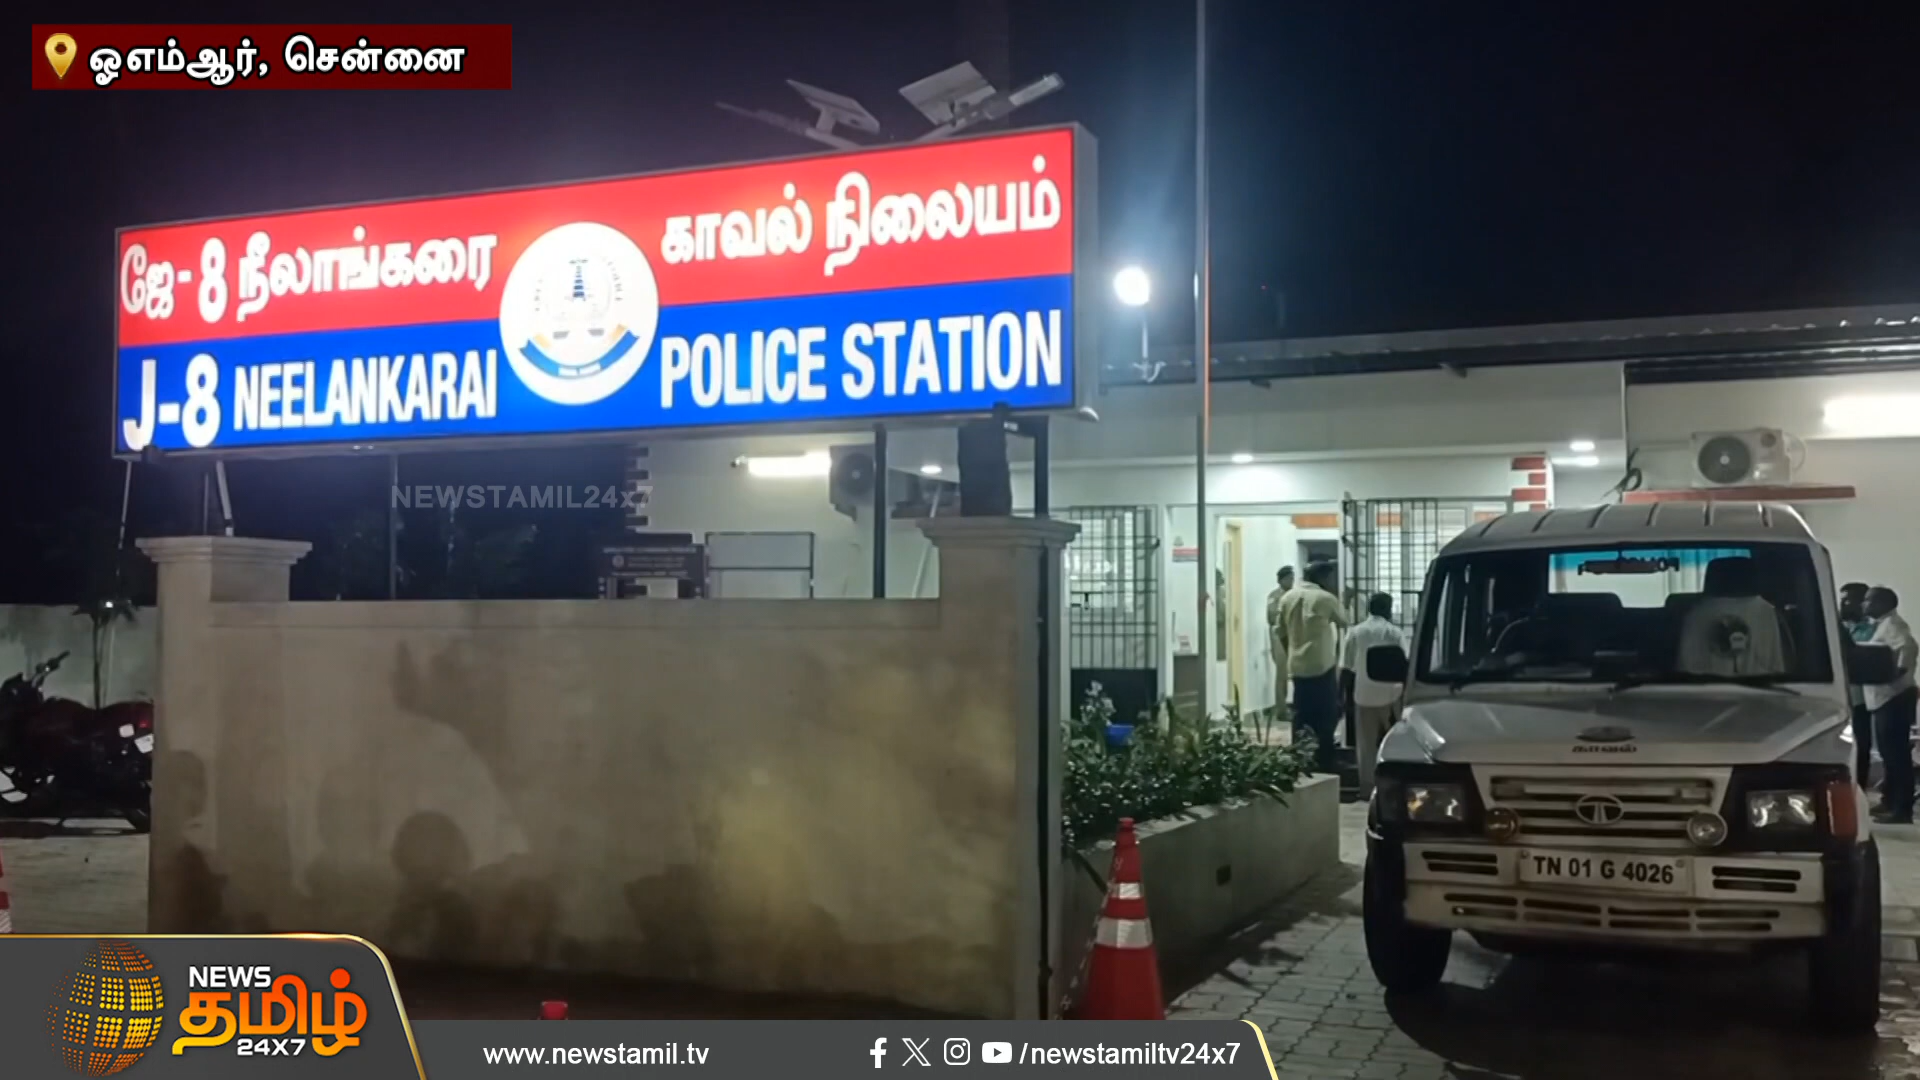 ஓஎம்ஆர், சென்னை
ஜே-8 நீலாங்கரை காவல் நிலையம்
J-8 NEELANKARAI POLICE STATION
NEWSTAMIL24x7
காவல்
TN 01 G 4026
NEWS
தமிழ்
24X7
www.newstamil.tv
/newstamiltv24x7